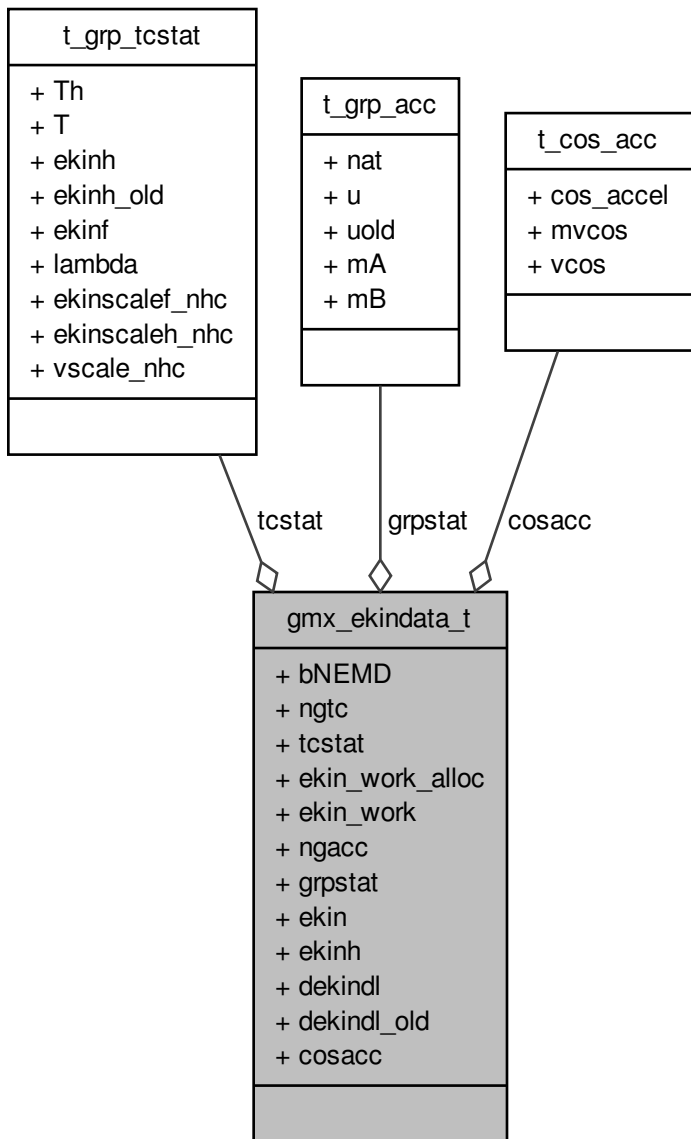 t_grp_tcstat
+ Th
+ T
+ ekinh
+ ekinh_old
+ ekinf
+ lambda
+ ekinscalef_nhc
+ ekinscaleh_nhc
+ vscale_nhc
t_grp_acc
+ nat
+ u
+ uold
+ mA
+ mB
t_cos_acc
+ cos_accel
+ mvcos
+ vcos
tcstat
grpstat
cosacc
gmx_ekindata_t
+ bNEMD
+ ngtc
+ tcstat
+ ekin_work_alloc
+ ekin_work
+ ngacc
+ grpstat
+ ekin
+ ekinh
+ dekindl
+ dekindl_old
+ cosacc